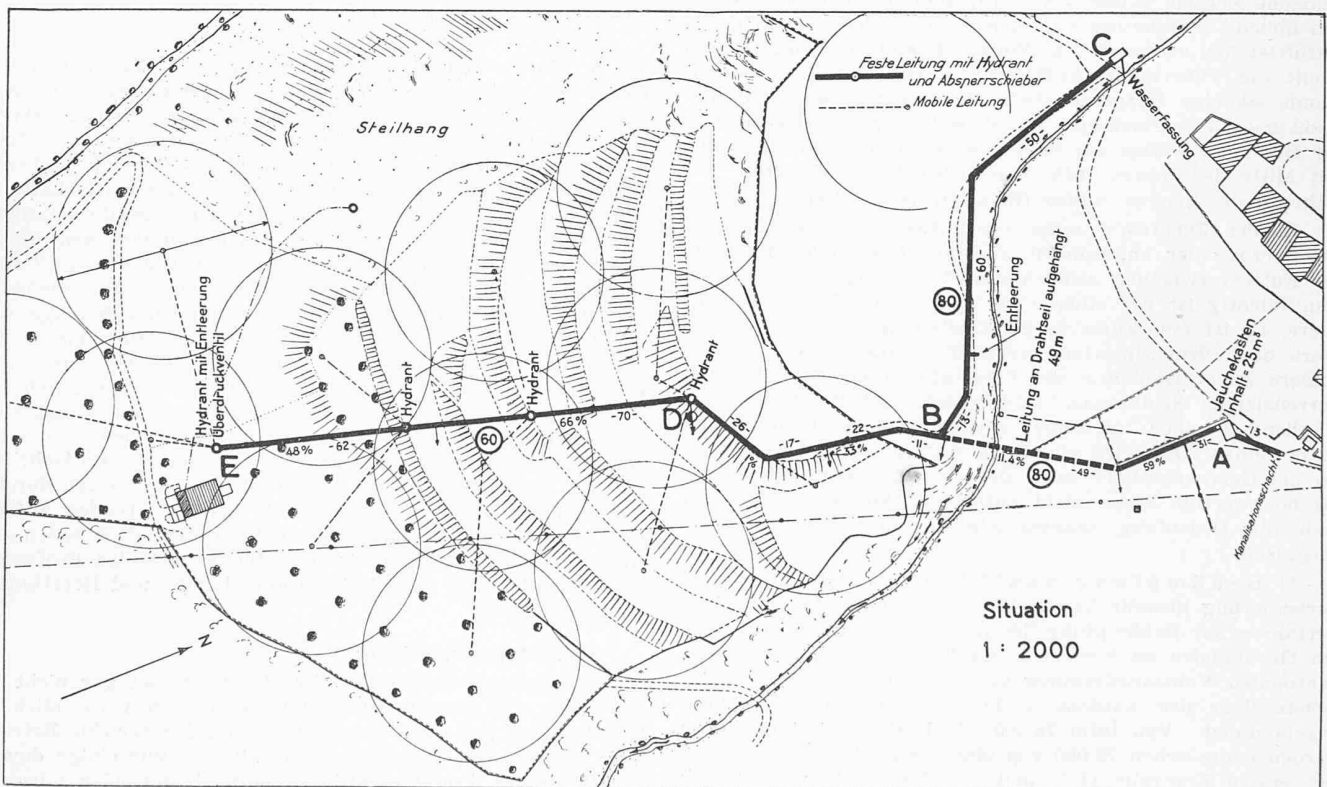 Feste Leitung mit Hydrant
und Absperrschieber
Mobile Leitung
Steilhang
C
Wasserfassung
-50-
-60-
80
Entleerung
Leitung an Drahtseil aufgehängt
49 m
-15-
B
-11-
11.4%
-49-
80
59%
-31-
A
Jauchekasten
Inhalt = 25 m³
-13-
Kanalisationsschacht
-22-
33%
-17-
-26-
%
D
Hydrant
-70-
66%
Hydrant
60
Hydrant
-62-
48%
E
Hydrant mit Entleerung
Überdruckventil
N
Situation
1 : 2000